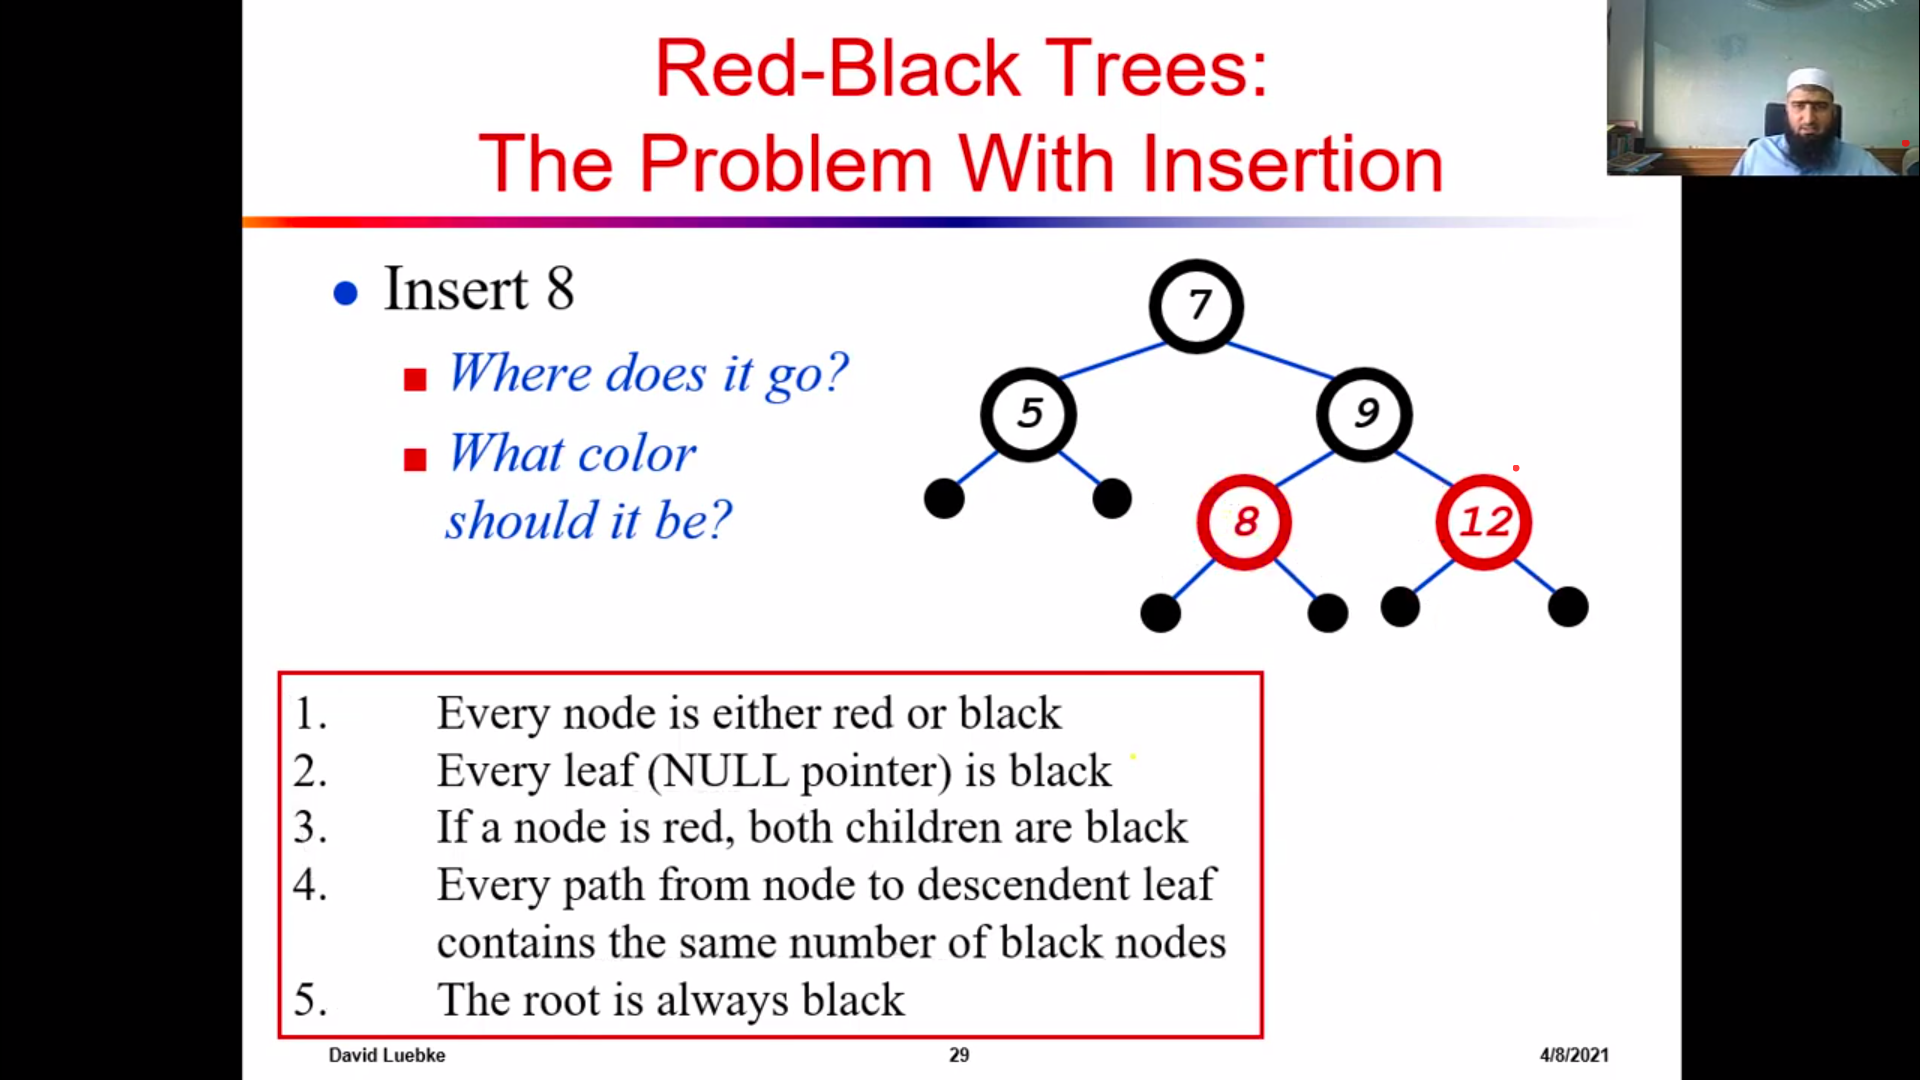 Red-Black Trees:
The Problem With Insertion
Insert 8
Where does it go?
What color
should it be?
7
5
9
8
12
1. Every node is either red or black
2. Every leaf (NULL pointer) is black
3. If a node is red, both children are black
4. Every path from node to descendent leaf
contains the same number of black nodes
5. The root is always black
David Luebke
29
4/8/2021